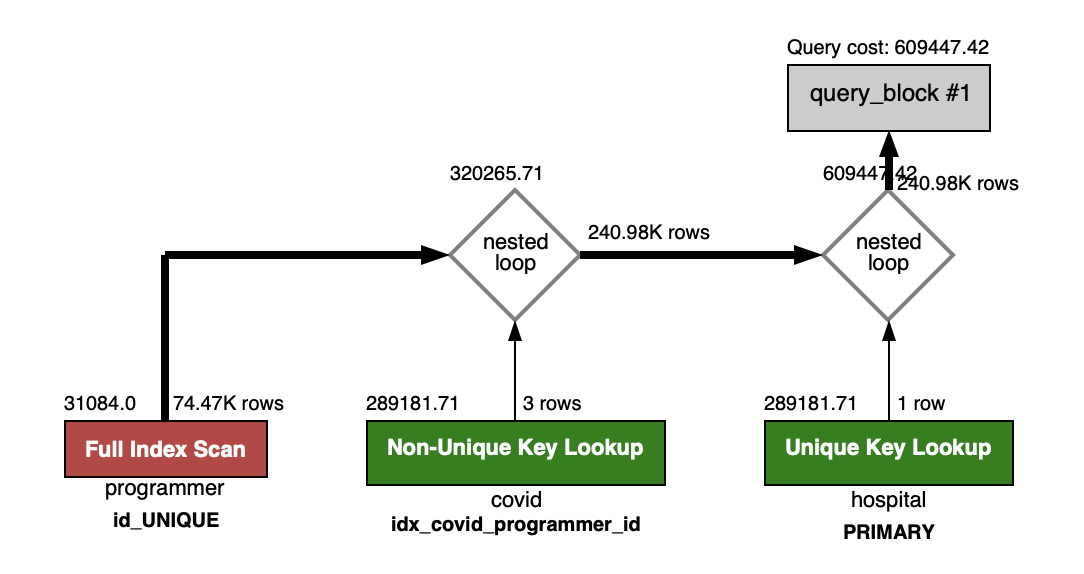 Query cost: 609447.42
query_block #1
320265.71
609447.42
240.98K rows
nested
loop
240.98K rows
nested
loop
31084.0
74.47K rows
289181.71
3 rows
289181.71
1 row
Full Index Scan
Non-Unique Key Lookup
Unique Key Lookup
programmer
covid
hospital
id_UNIQUE
idx_covid_programmer_id
PRIMARY